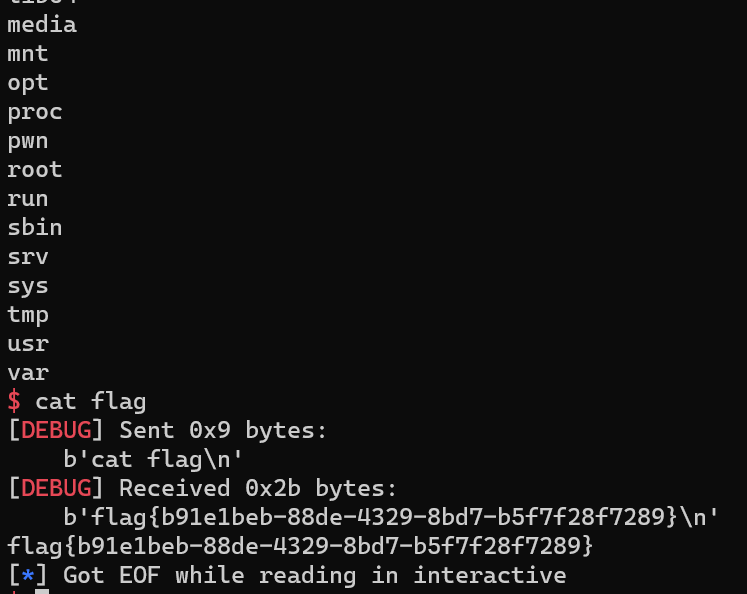 media
mnt
opt
proc
pwn
root
run
sbin
srv
sys
tmp
usr
var
$ cat flag
[DEBUG] Sent 0x9 bytes:
    b'cat flag\n'
[DEBUG] Received 0x2b bytes:
    b'flag{b91e1beb-88de-4329-8bd7-b5f7f28f7289}\n'
flag{b91e1beb-88de-4329-8bd7-b5f7f28f7289}
[*] Got EOF while reading in interactive